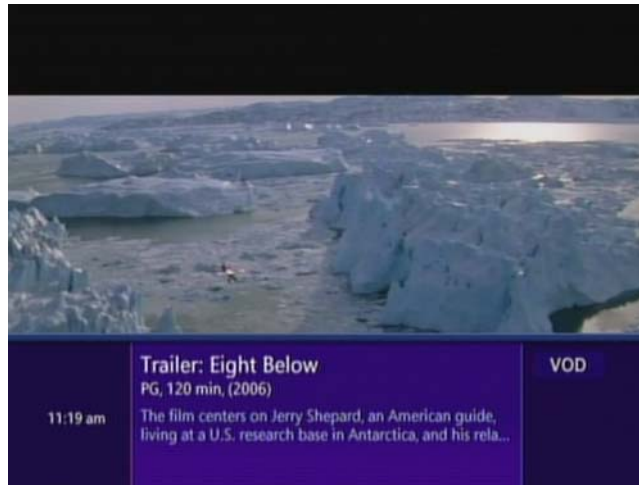 Trailer: Eight Below
VOD
PG, 120 min, (2006)
11:19 am
The film centers on Jerry Shepard, an American guide,
living at a U.S. research base in Antarctica, and his rela...